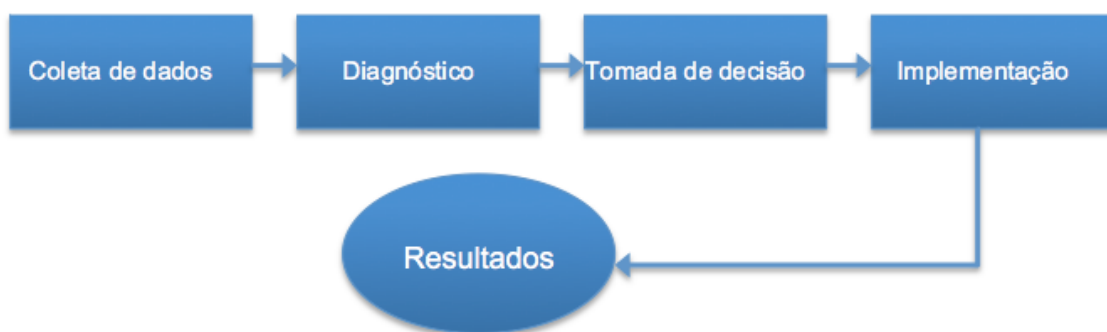 Coleta de dados
Diagnóstico
Tomada de decisão
Implementação
Resultados